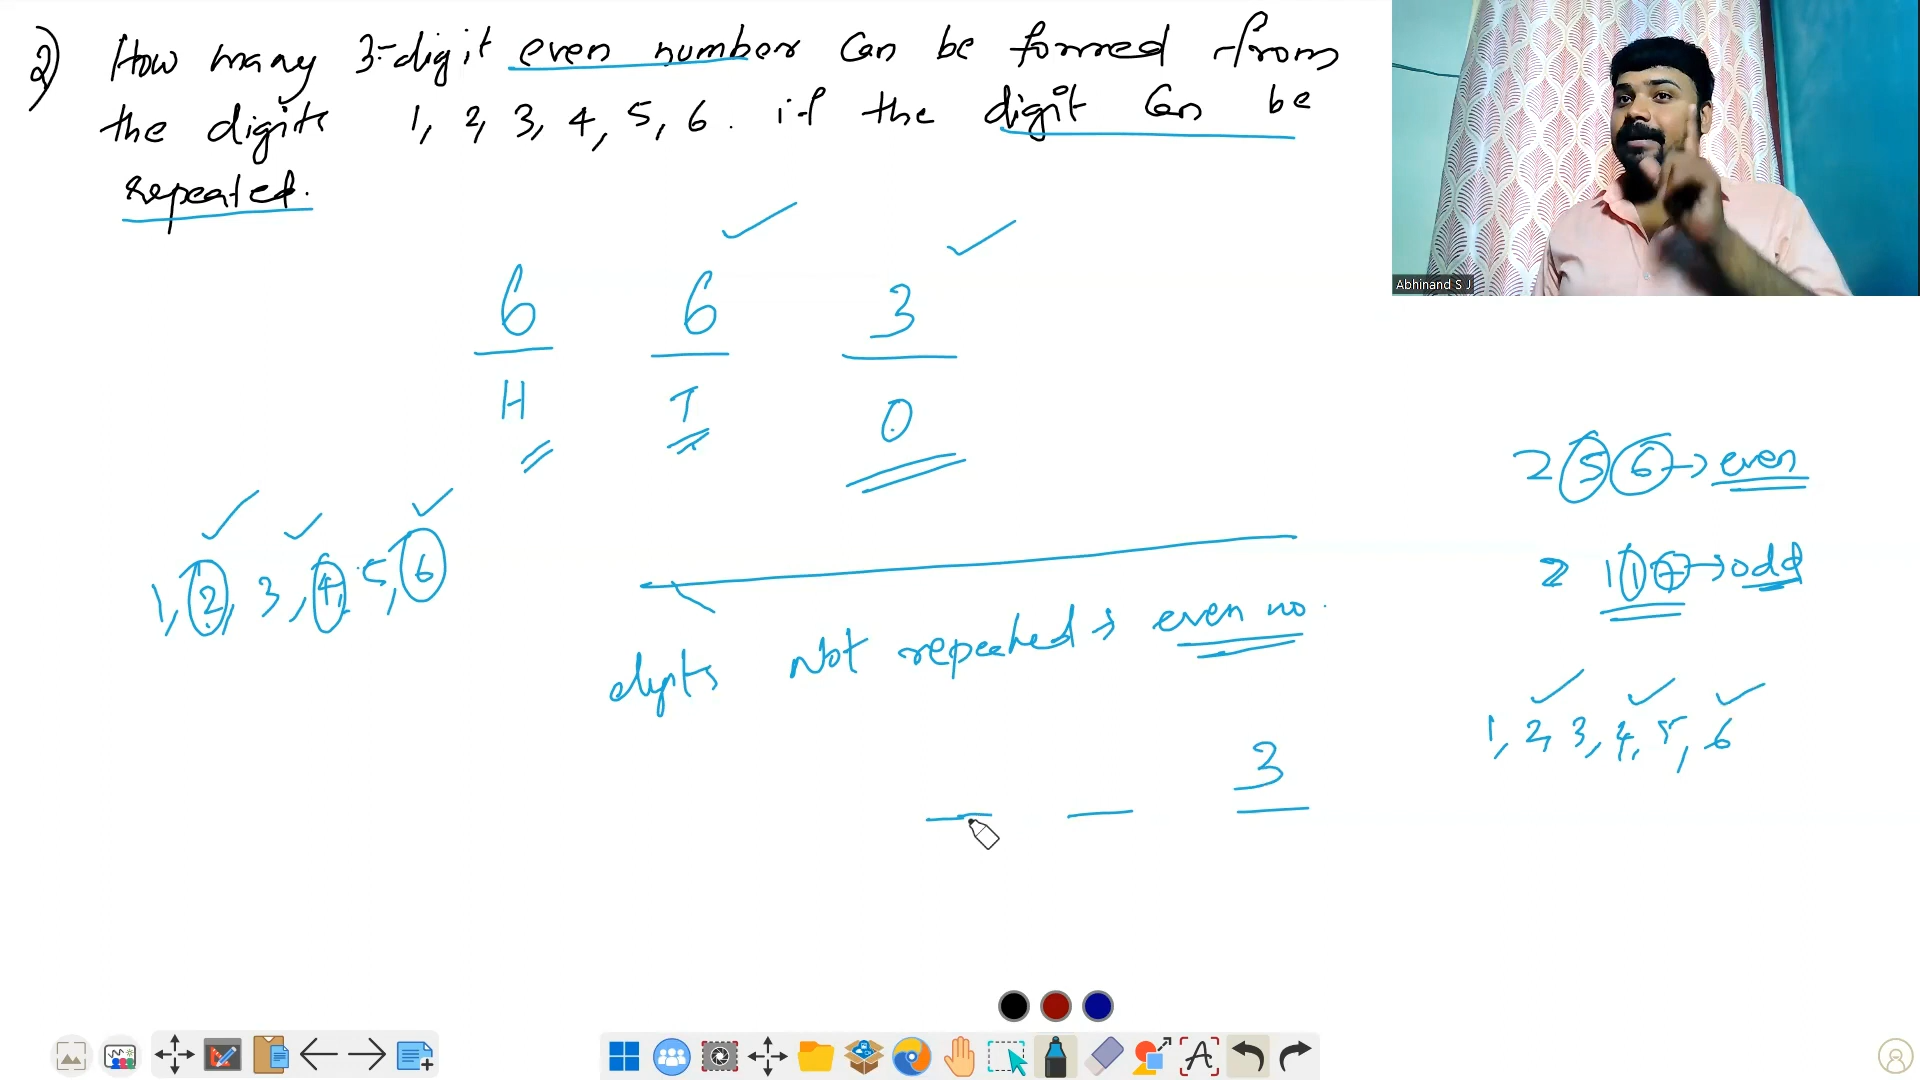 2) How many 3-digit even number can be formed from
the digits 1, 2, 3, 4, 5, 6. if the digit can be
repeated.
Abhinand S J
6 6 3
H T O
2 5 6 → even
1, 2, 3, 4, 5, 6
2 1 1 7 → odd
digits Not repeated → even no.
1, 2, 3, 4, 5, 6
3